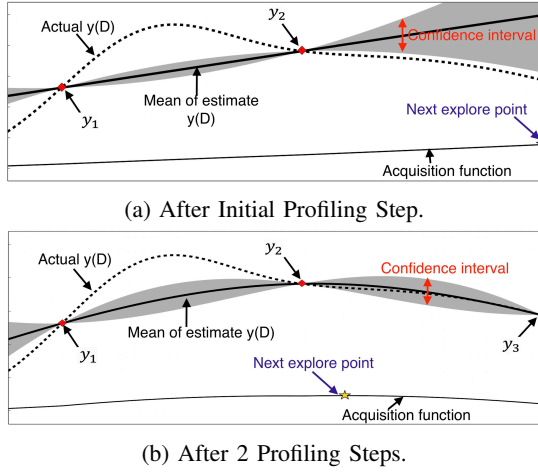 Actual y(D)
y₂
Confidence interval
y₁
Mean of estimate
y(D)
Next explore point
Acquisition function
(a) After Initial Profiling Step.
Actual y(D)
y₂
Confidence interval
y₁
Mean of estimate y(D)
y₃
Next explore point
Acquisition function
(b) After 2 Profiling Steps.